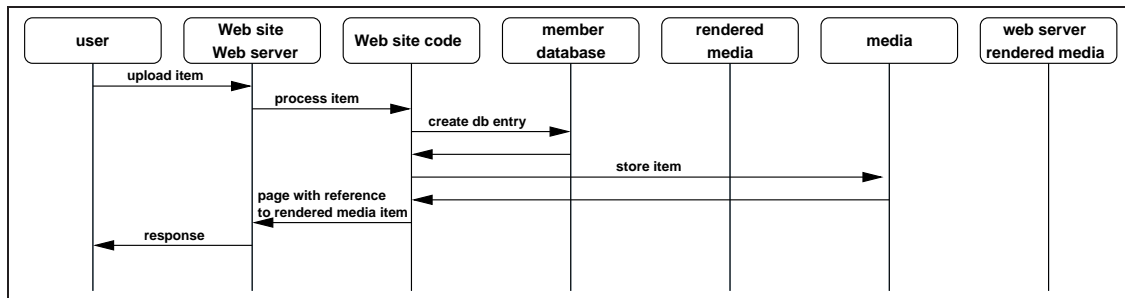 user
Web site
Web server
Web site code
member
database
rendered
media
media
web server
rendered media
upload item
process item
create db entry
store item
page with reference
to rendered media item
response